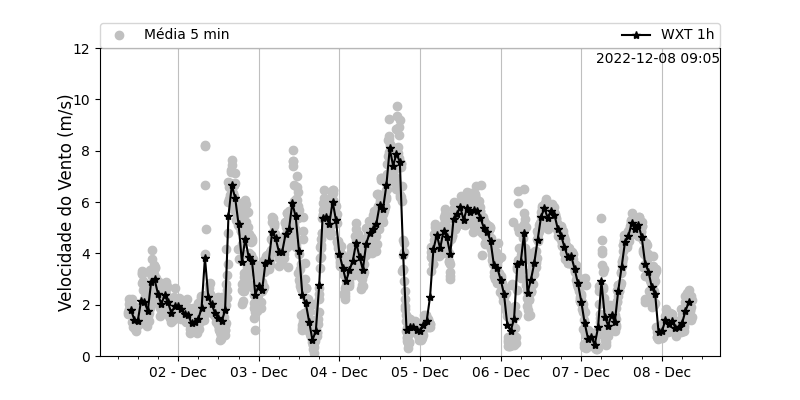 Média 5 min WXT 1h
2022-12-08 09:05
Velocidade do Vento (m/s)
12
10
8
6
4
2
0
02 - Dec 03 - Dec 04 - Dec 05 - Dec 06 - Dec 07 - Dec 08 - Dec